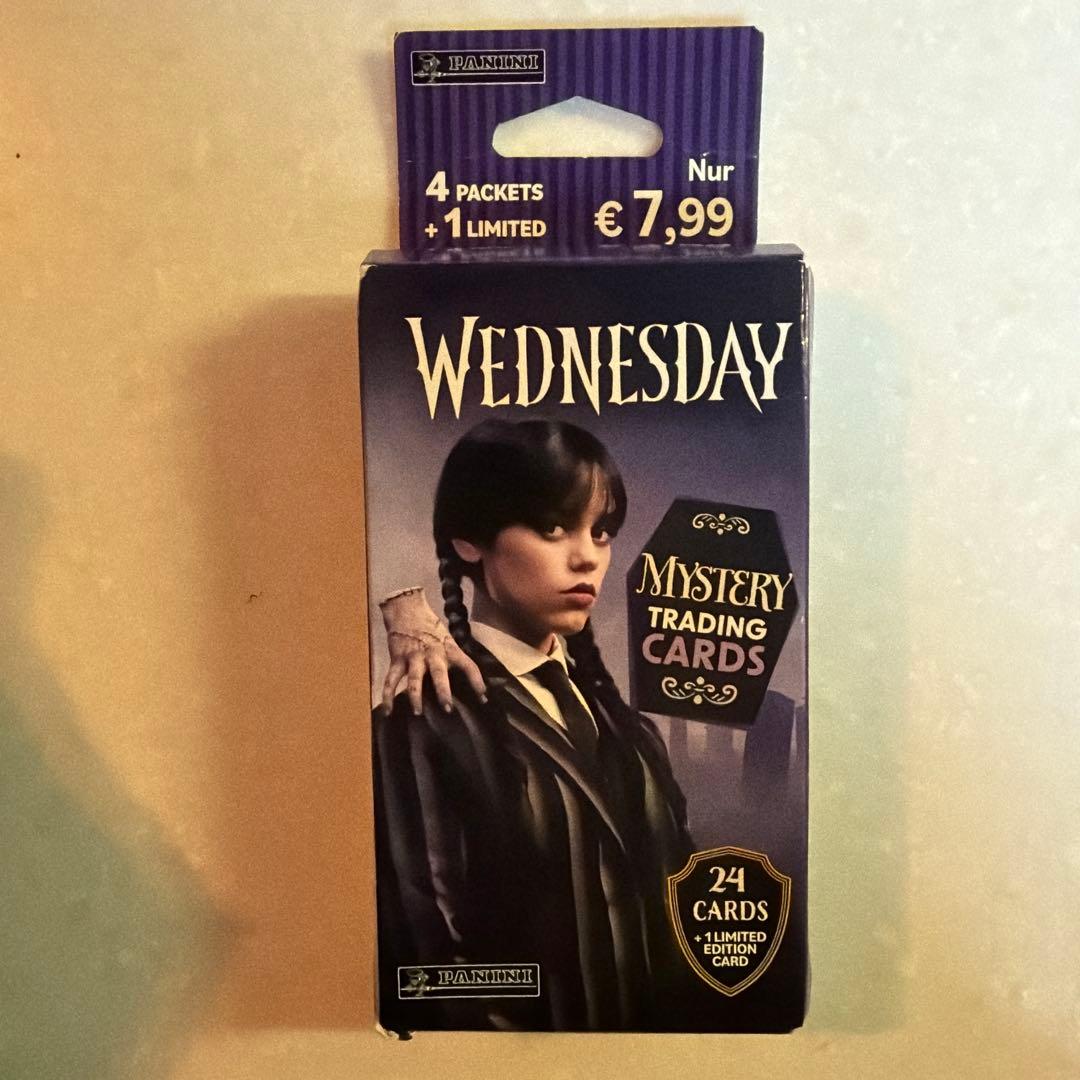 PANINI
4 PACKETS
+ 1 LIMITED
Nur
€ 7,99
WEDNESDAY
MYSTERY
TRADING
CARDS
24
CARDS
+ 1 LIMITED
EDITION
CARD
PANINI